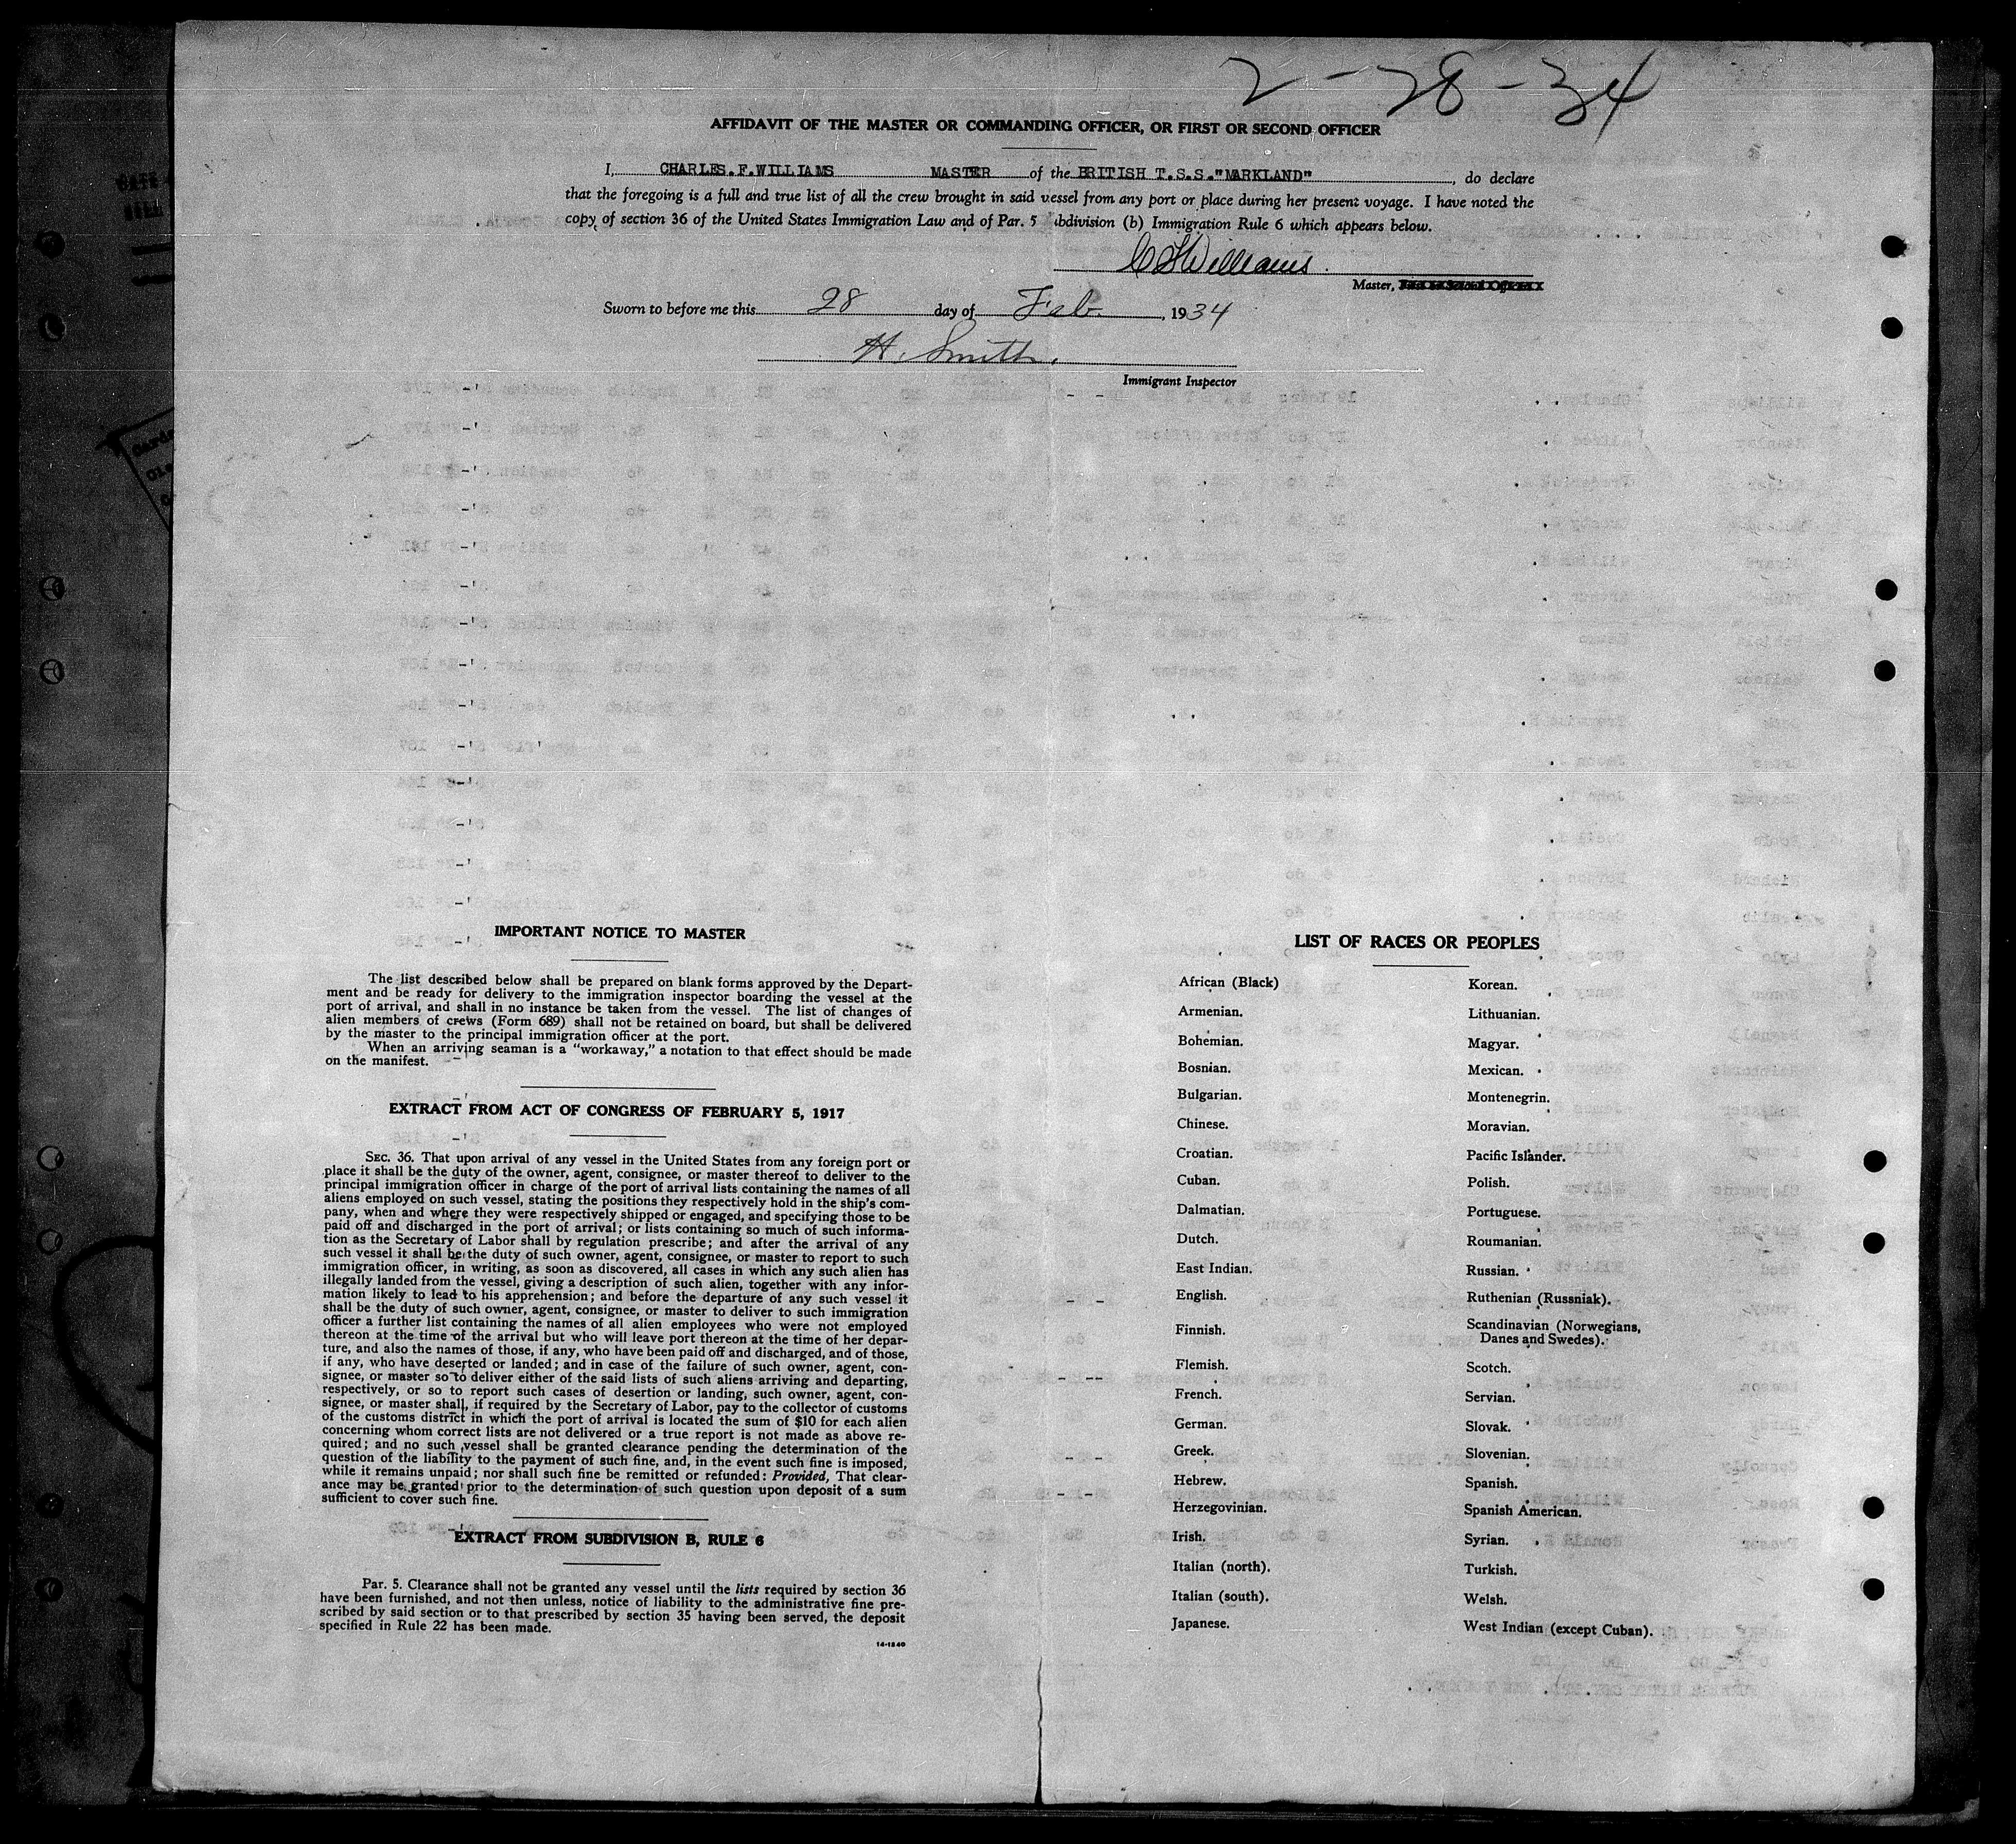 2-28-34
AFFIDAVIT OF THE MASTER OR COMMANDING OFFICER, OR FIRST OR SECOND OFFICER
I, CHARLES.F.WILLIAMS MASTER of the BRITISH T.S.S."MARKLAND", do declare
that the foregoing is a full and true list of all the crew brought in said vessel from any port or place during her present voyage. I have noted the
copy of section 36 of the United States Immigration Law and of Par. 5 ubdivision (b) Immigration Rule 6 which appears below.
C F Williams.
Master,
Sworn to before me this 28 day of Feb., 1934
H. Smith.
Immigrant Inspector
IMPORTANT NOTICE TO MASTER
The list described below shall be prepared on blank forms approved by the Depart-
ment and be ready for delivery to the immigration inspector boarding the vessel at the
port of arrival, and shall in no instance be taken from the vessel. The list of changes of
alien members of crews (Form 689) shall not be retained on board, but shall be delivered
by the master to the principal immigration officer at the port.
When an arriving seaman is a "workaway," a notation to that effect should be made
on the manifest.
EXTRACT FROM ACT OF CONGRESS OF FEBRUARY 5, 1917
SEC. 36. That upon arrival of any vessel in the United States from any foreign port or
place it shall be the duty of the owner, agent, consignee, or master thereof to deliver to the
principal immigration officer in charge of the port of arrival lists containing the names of all
aliens employed on such vessel, stating the positions they respectively hold in the ship's com-
pany, when and where they were respectively shipped or engaged, and specifying those to be
paid off and discharged in the port of arrival; or lists containing so much of such informa-
tion as the Secretary of Labor shall by regulation prescribe; and after the arrival of any
such vessel it shall be the duty of such owner, agent, consignee, or master to report to such
immigration officer, in writing, as soon as discovered, all cases in which any such alien has
illegally landed from the vessel, giving a description of such alien, together with any infor-
mation likely to lead to his apprehension; and before the departure of any such vessel it
shall be the duty of such owner, agent, consignee, or master to deliver to such immigration
officer a further list containing the names of all alien employees who were not employed
thereon at the time of the arrival but who will leave port thereon at the time of her depar-
ture, and also the names of those, if any, who have been paid off and discharged, and of those,
if any, who have deserted or landed; and in case of the failure of such owner, agent, con-
signee, or master so to deliver either of the said lists of such aliens arriving and departing,
respectively, or so to report such cases of desertion or landing, such owner, agent, con-
signee, or master shall, if required by the Secretary of Labor, pay to the collector of customs
of the customs district in which the port of arrival is located the sum of $10 for each alien
concerning whom correct lists are not delivered or a true report is not made as above re-
quired; and no such vessel shall be granted clearance pending the determination of the
question of the liability to the payment of such fine, and, in the event such fine is imposed,
while it remains unpaid; nor shall such fine be remitted or refunded: Provided, That clear-
ance may be granted prior to the determination of such question upon deposit of a sum
sufficient to cover such fine.
EXTRACT FROM SUBDIVISION B, RULE 6
Par. 5. Clearance shall not be granted any vessel until the lists required by section 36
have been furnished, and not then unless, notice of liability to the administrative fine pre-
scribed by said section or to that prescribed by section 35 having been served, the deposit
specified in Rule 22 has been made.
14-1240
LIST OF RACES OR PEOPLES
African (Black)
Armenian.
Bohemian.
Bosnian.
Bulgarian.
Chinese.
Croatian.
Cuban.
Dalmatian.
Dutch.
East Indian.
English.
Finnish.
Flemish.
French.
German.
Greek.
Hebrew.
Herzegovinian.
Irish.
Italian (north).
Italian (south).
Japanese.
Korean.
Lithuanian.
Magyar.
Mexican.
Montenegrin.
Moravian.
Pacific Islander.
Polish.
Portuguese.
Roumanian.
Russian.
Ruthenian (Russniak).
Scandinavian (Norwegians,
Danes and Swedes).
Scotch.
Servian.
Slovak.
Slovenian.
Spanish.
Spanish American.
Syrian.
Turkish.
Welsh.
West Indian (except Cuban).